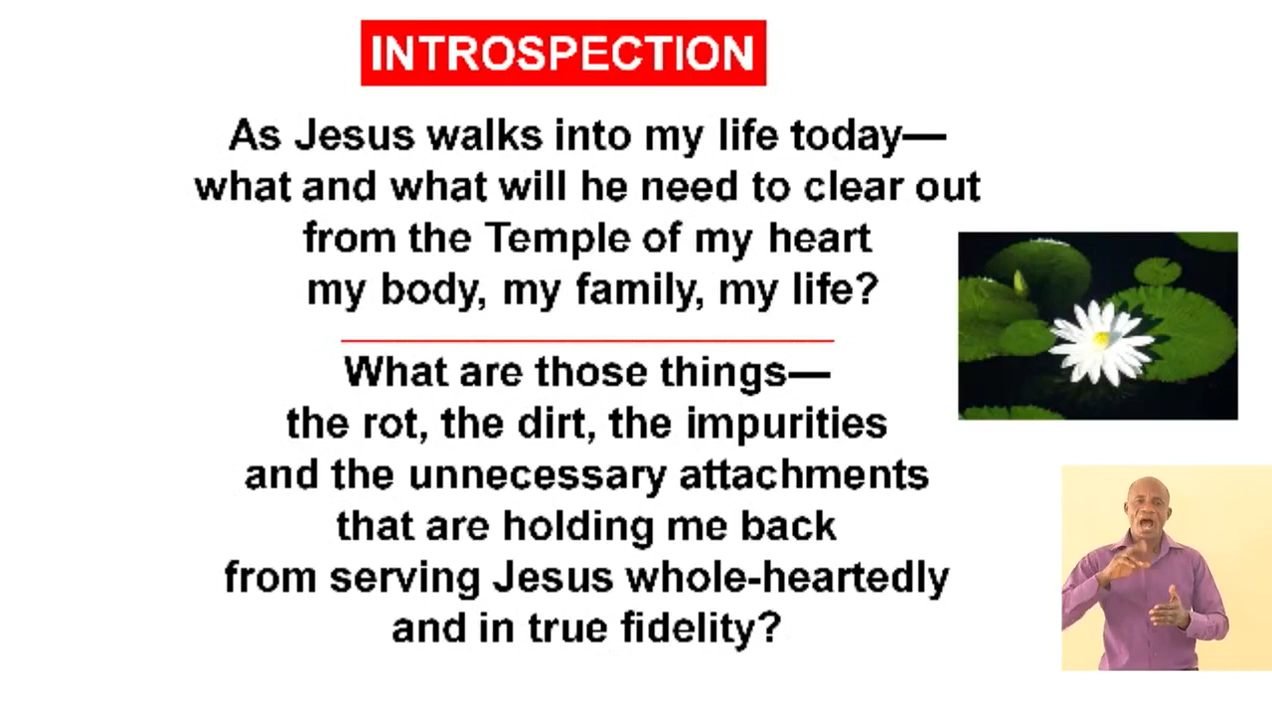 INTROSPECTION
As Jesus walks into my life today—
what and what will he need to clear out
from the Temple of my heart
my body, my family, my life?
What are those things—
the rot, the dirt, the impurities
and the unnecessary attachments
that are holding me back
from serving Jesus whole-heartedly
and in true fidelity?